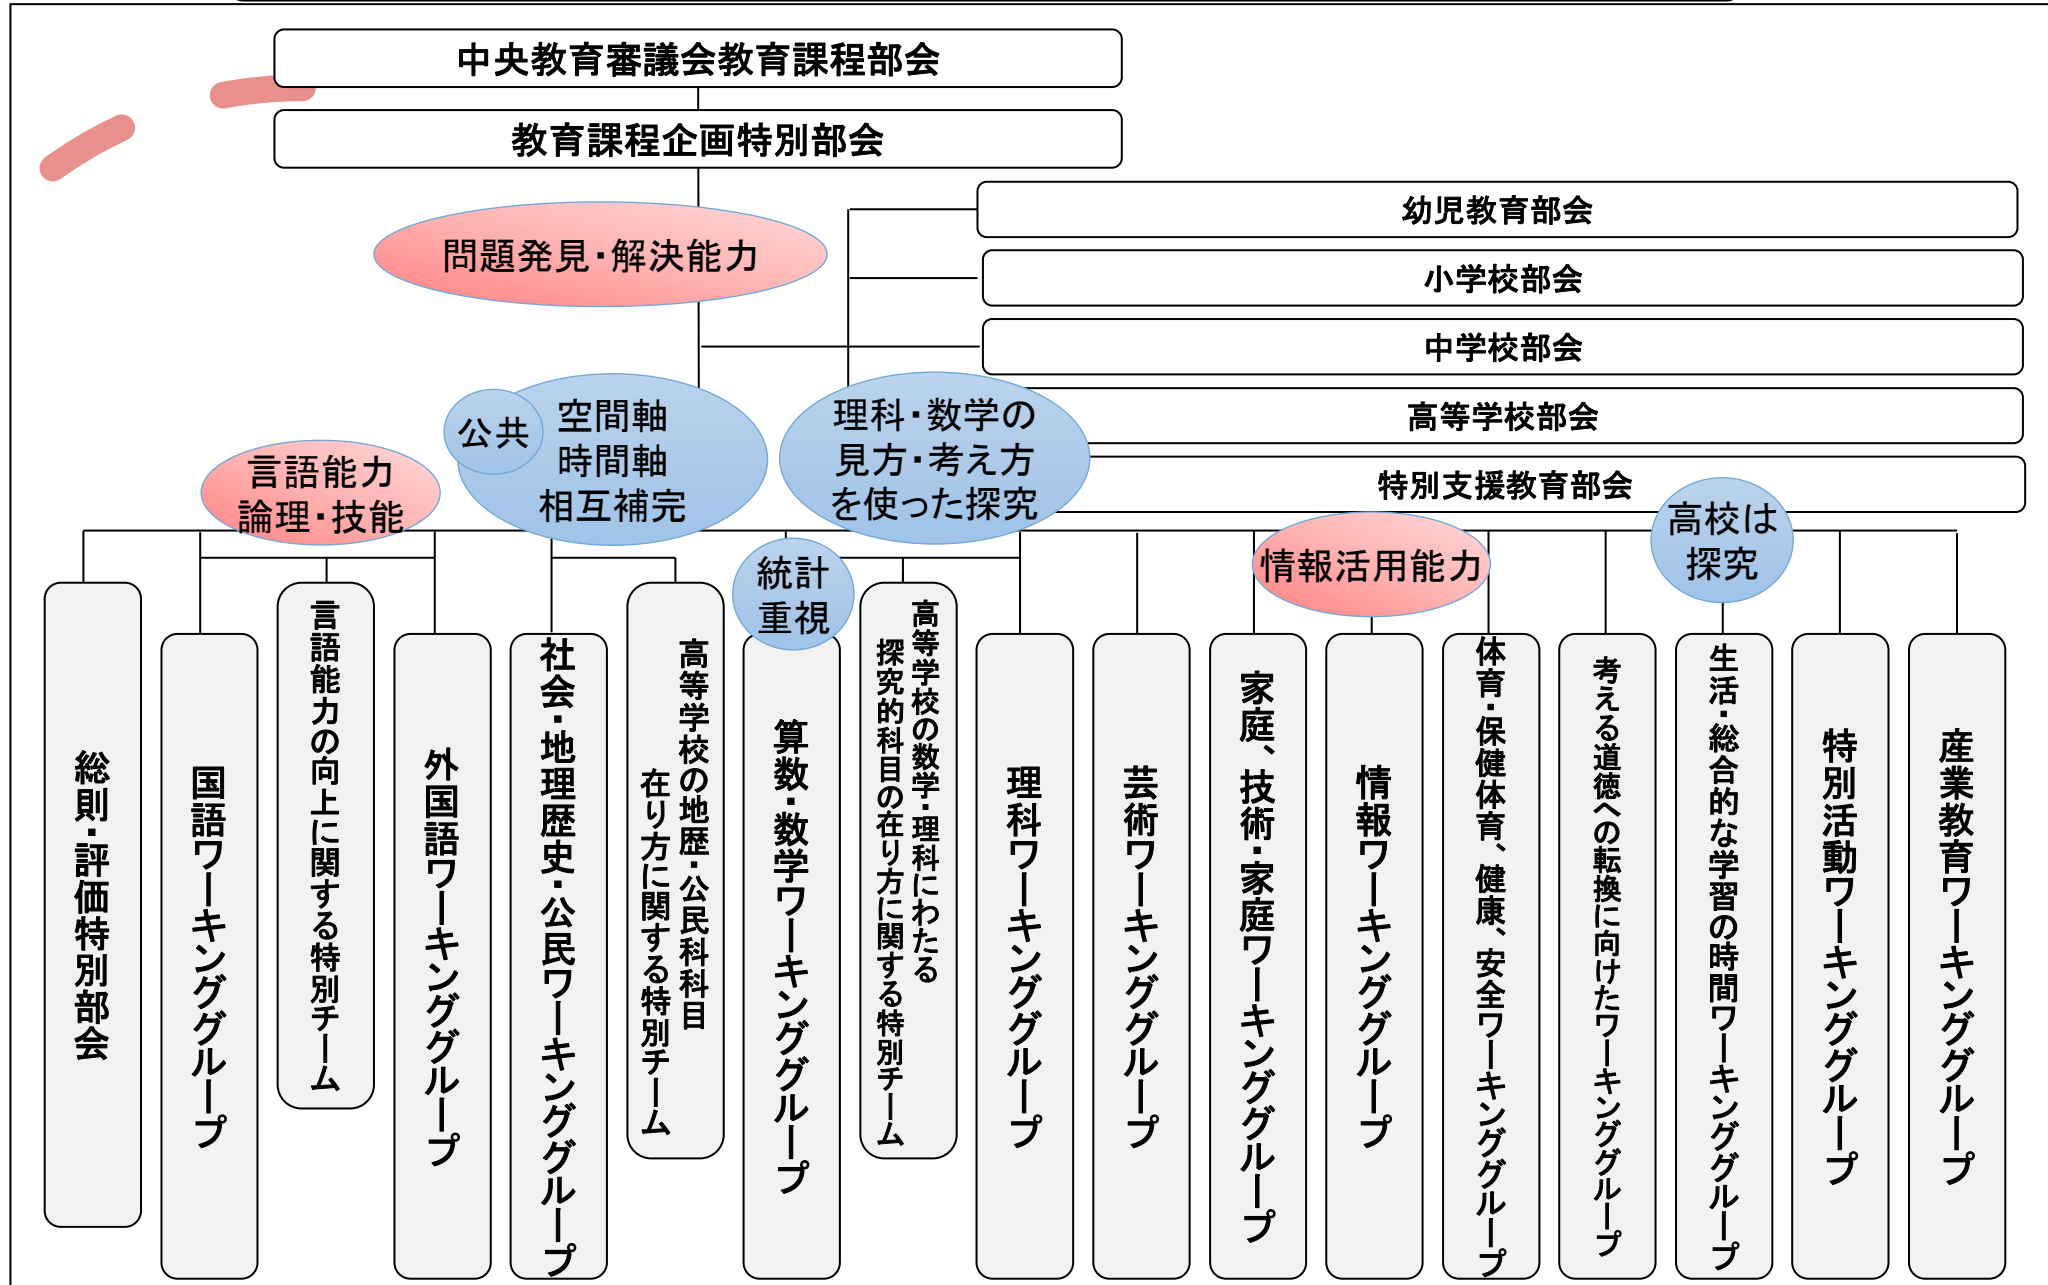 中央教育審議会教育課程部会
教育課程企画特別部会
幼児教育部会
問題発見・解決能力
小学校部会
中学校部会
高等学校部会
特別支援教育部会
公共
空間軸
時間軸
相互補完
理科・数学の
見方・考え方
を使った探究
言語能力
論理・技能
統計
重視
情報活用能力
高校は
探究
総則・評価特別部会
国語ワーキンググループ
言語能力の向上に関する特別チーム
外国語ワーキンググループ
社会・地理歴史・公民ワーキンググループ
高等学校の地歴・公民科科目
在り方に関する特別チーム
算数・数学ワーキンググループ
高等学校の数学・理科にわたる
探究的科目の在り方に関する特別チーム
理科ワーキンググループ
芸術ワーキンググループ
家庭、技術・家庭ワーキンググループ
情報ワーキンググループ
体育・保健体育、健康、安全ワーキンググループ
考える道徳への転換に向けたワーキンググループ
生活・総合的な学習の時間ワーキンググループ
特別活動ワーキンググループ
産業教育ワーキンググループ